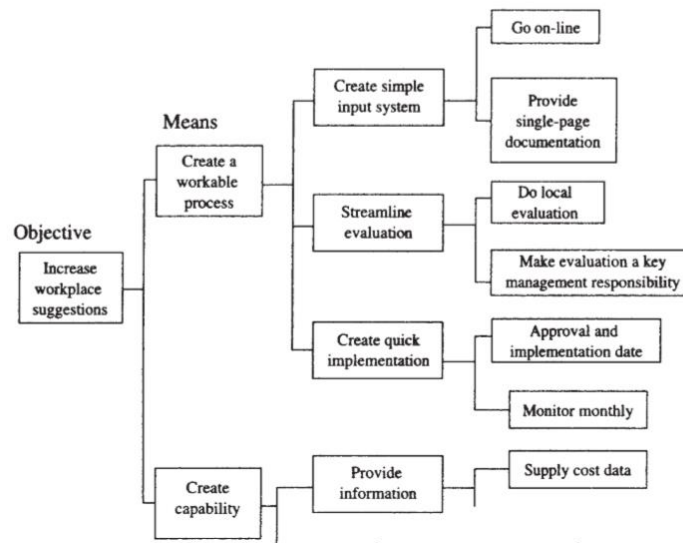 Objective
Increase
workplace
suggestions
Means
Create a
workable
process
Create simple
input system
Go on-line
Provide
single-page
documentation
Streamline
evaluation
Do local
evaluation
Make evaluation a key
management responsibility
Create quick
implementation
Approval and
implementation date
Monitor monthly
Create
capability
Provide
information
Supply cost data